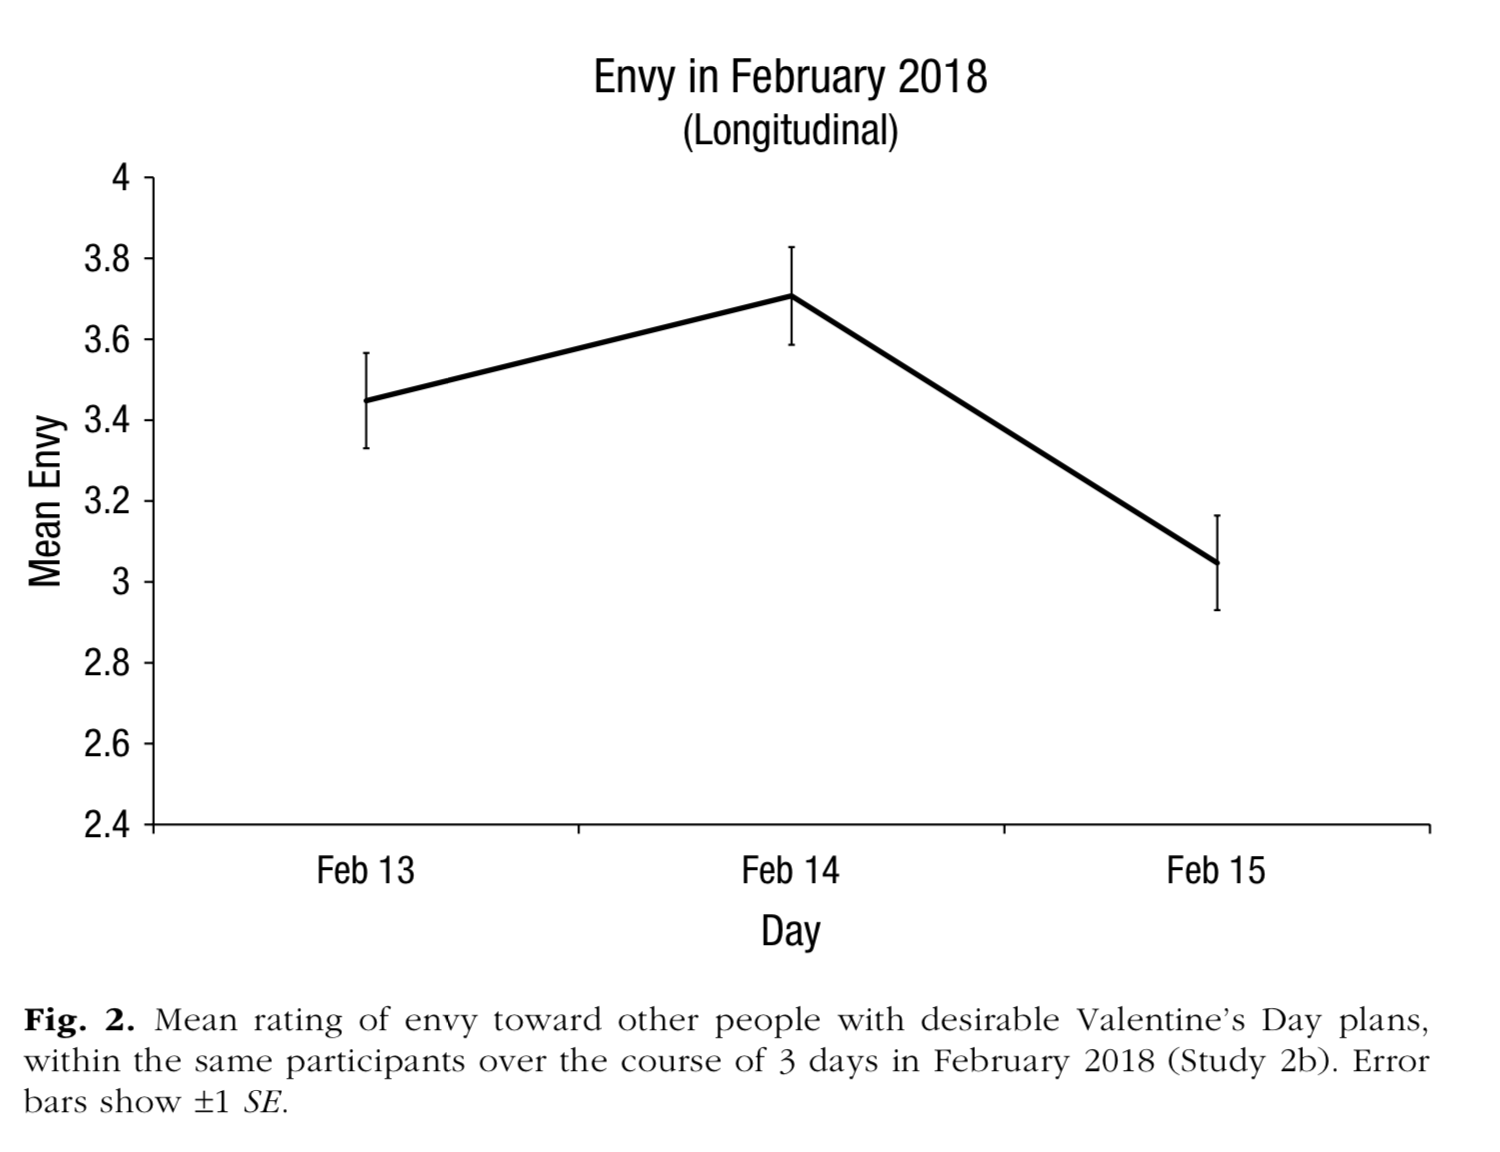 Envy in February 2018
(Longitudinal)
4
3.8
3.6
3.4
3.2
3
2.8
2.6
2.4
Mean Envy
Feb 13 Feb 14 Feb 15
Day
Fig. 2. Mean rating of envy toward other people with desirable Valentine’s Day plans,
within the same participants over the course of 3 days in February 2018 (Study 2b). Error
bars show ±1 SE.